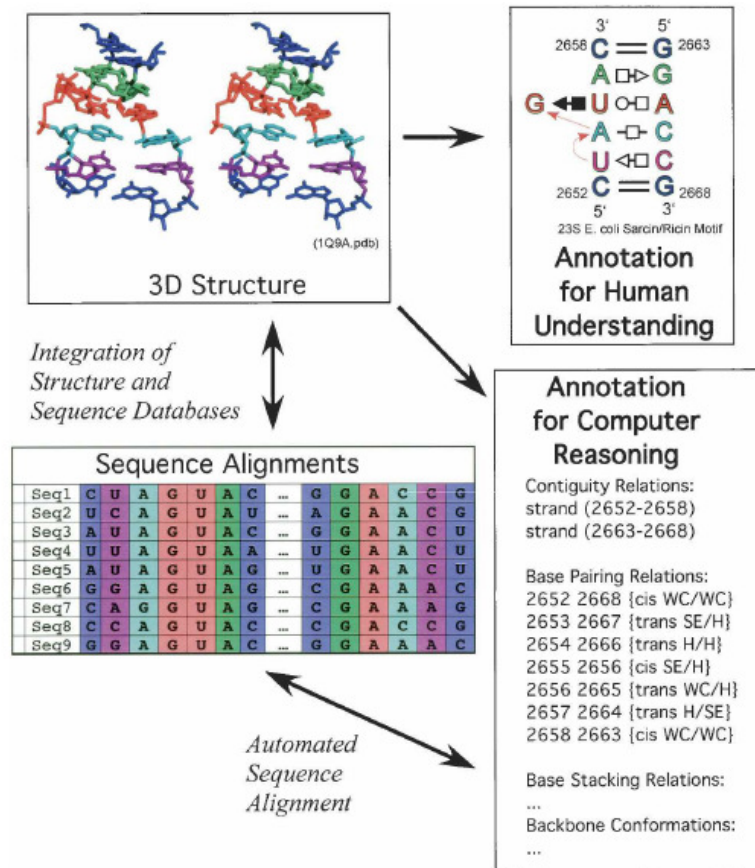 (1Q9A.pdb)
3D Structure
3' 5'
2658 C G 2663
A G
G U A
A C
U C
2652 C G 2668
5' 3'
23S E. coli Sarcin/Ricin Motif
Annotation
for Human
Understanding
Integration of
Structure and
Sequence Databases
Annotation
for Computer
Reasoning
Contiguity Relations:
strand (2652-2658)
strand (2663-2668)
Base Pairing Relations:
2652 2668 {cis WC/WC}
2653 2667 {trans SE/H}
2654 2666 {trans H/H}
2655 2656 {cis SE/H}
2656 2665 {trans WC/H}
2657 2664 {trans H/SE}
2658 2663 {cis WC/WC}
Base Stacking Relations:
...
Backbone Conformations:
...
Sequence Alignments
Seq1 C U A G U A C ... G G A C C G
Seq2 U C A G U A U ... A G A A C G
Seq3 A U A G U A C ... G G A A C U
Seq4 U U A G U A A ... U G A A C U
Seq5 A U A G U A G ... U G A A C U
Seq6 G G A G U A G ... C G A A A C
Seq7 C A G G U A G ... C G A A A G
Seq8 C C A G U A G ... C G A C C G
Seq9 G G A G U A C ... G G A A A C
Automated
Sequence
Alignment